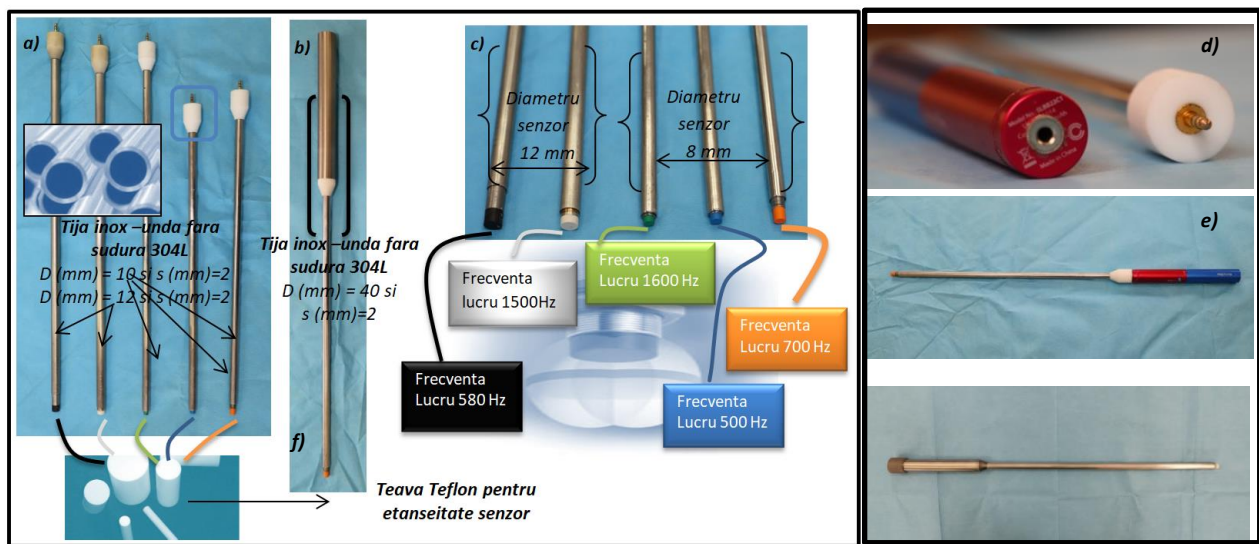 a)
Tija inox –unda fara
sudura 304L
D (mm) = 10 si s (mm)=2
D (mm) = 12 si s (mm)=2
b)
Tija inox –unda fara
sudura 304L
D (mm) = 40 si
s (mm)=2
f)
Teava Teflon pentru
etanseitate senzor
c)
Diametru
senzor
12 mm
Diametru
senzor
8 mm
Frecventa
lucru 1500Hz
Frecventa
Lucru 1600 Hz
Frecventa
Lucru 700 Hz
Frecventa
Lucru 580 Hz
Frecventa
Lucru 500 Hz
d)
Made in China
e)